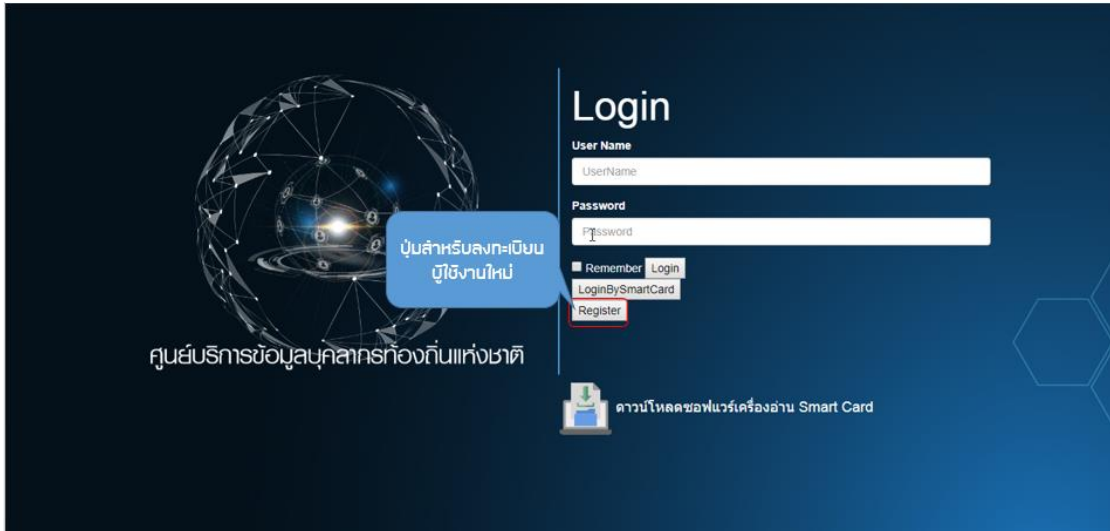 Login
User Name
UserName
Password
Password
ปุ่มสำหรับลงทะเบียน
ผู้ใช้งานใหม่
Remember Login
LoginBySmartCard
Register
ศูนย์บริการข้อมูลบุคลากรท้องถิ่นแห่งชาติ
ดาวน์โหลดซอฟแวร์เครื่องอ่าน Smart Card